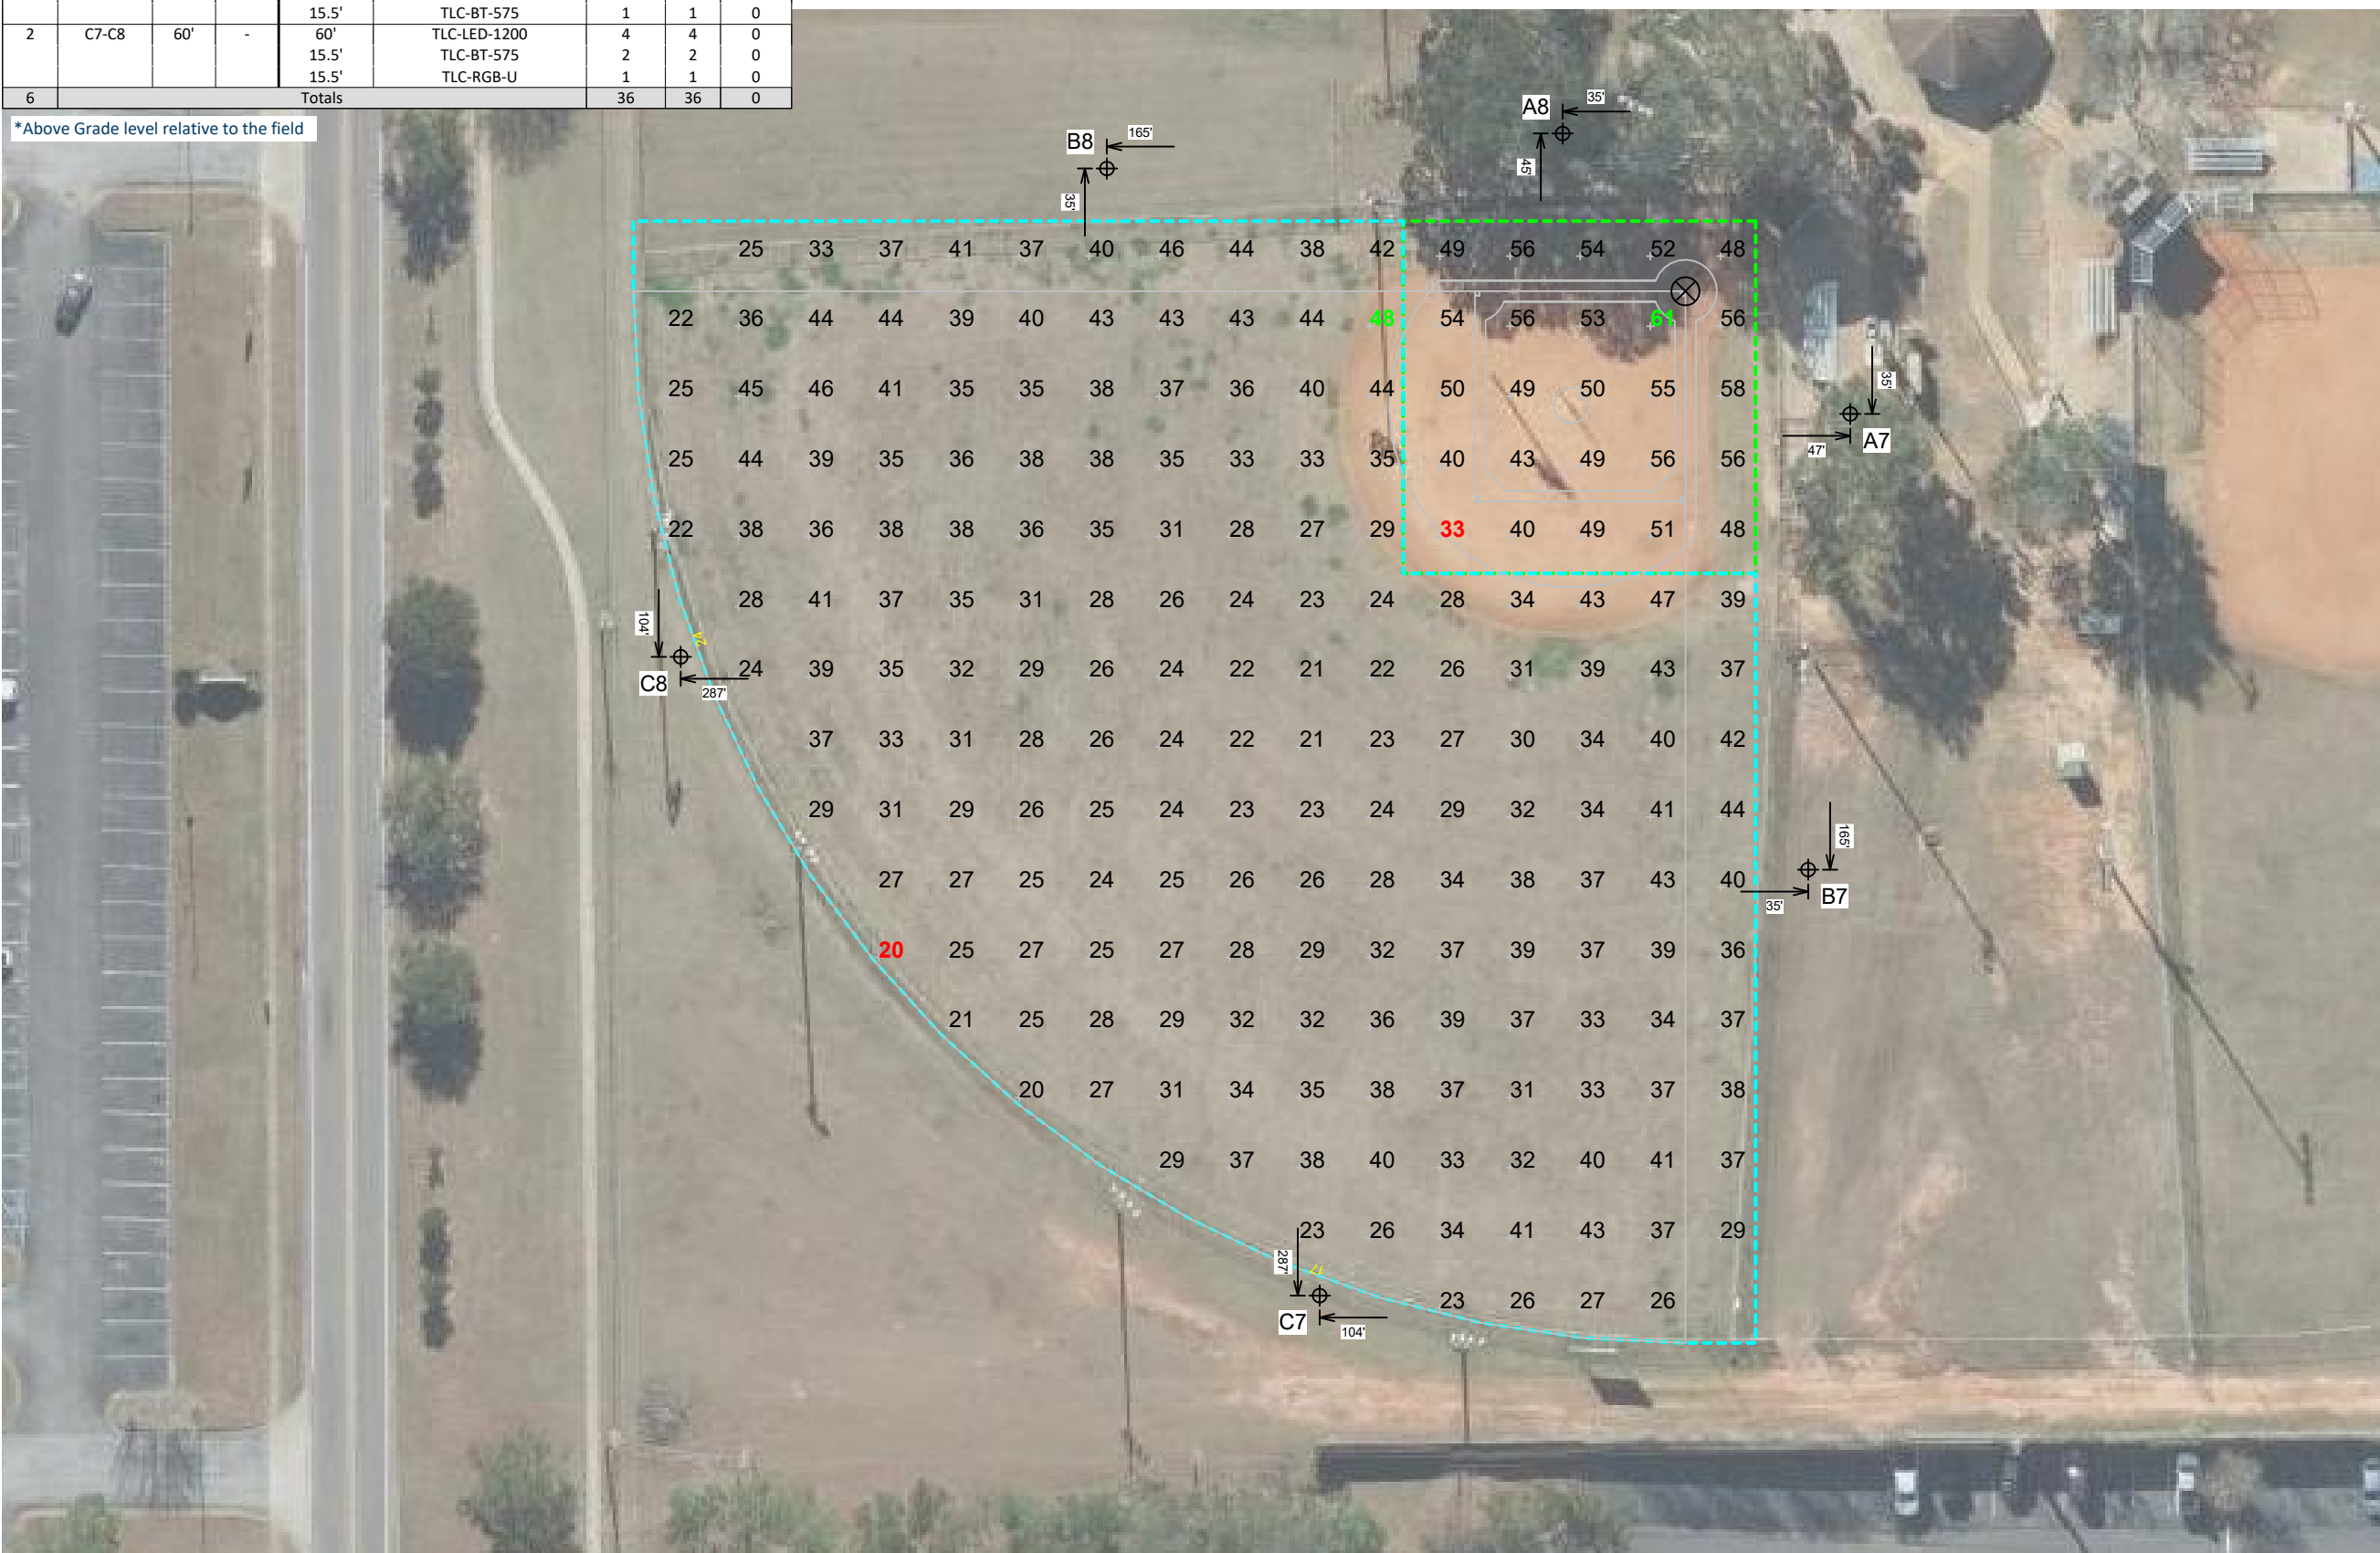 15.5' TLC-BT-575 1 1 0
2 C7-C8 60' - 60' TLC-LED-1200 4 4 0
15.5' TLC-BT-575 2 2 0
15.5' TLC-RGB-U 1 1 0
6 Totals 36 36 0
*Above Grade level relative to the field
A8 35'
45'
B8 165'
35'
25 33 37 41 37 40 46 44 38 42 49 56 54 52 48
22 36 44 44 39 40 43 43 43 44 48 54 56 53 61 56
25 45 46 41 35 35 38 37 36 40 44 50 49 50 55 58
35'
47' A7
25 44 39 35 36 38 38 35 33 33 35 40 43 49 56 56
22 38 36 38 38 36 35 31 28 27 29 33 40 49 51 48
28 41 37 35 31 28 26 24 23 24 28 34 43 47 39
104'
24
C8 287'
24 39 35 32 29 26 24 22 21 22 26 31 39 43 37
37 33 31 28 26 24 22 21 23 27 30 34 40 42
29 31 29 26 25 24 23 23 24 29 32 34 41 44
165'
27 27 25 24 25 26 26 28 34 38 37 43 40
35' B7
20 25 27 25 27 28 29 32 37 39 37 39 36
21 25 28 29 32 32 36 39 37 33 34 37
20 27 31 34 35 38 37 31 33 37 38
29 37 38 40 33 32 40 41 37
23 26 34 41 43 37 29
287'
17
23 26 27 26
C7 104'